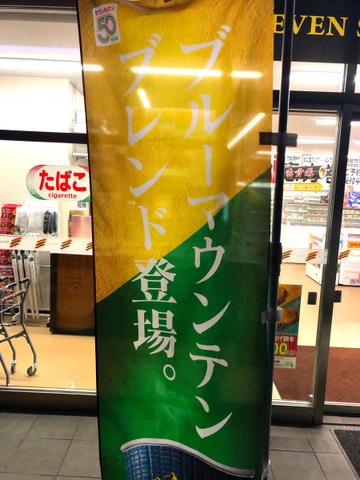 セブン-イレブン
50
ブルーマウンテン
ブレンド登場。
たばこ
cigarette
EVEN S